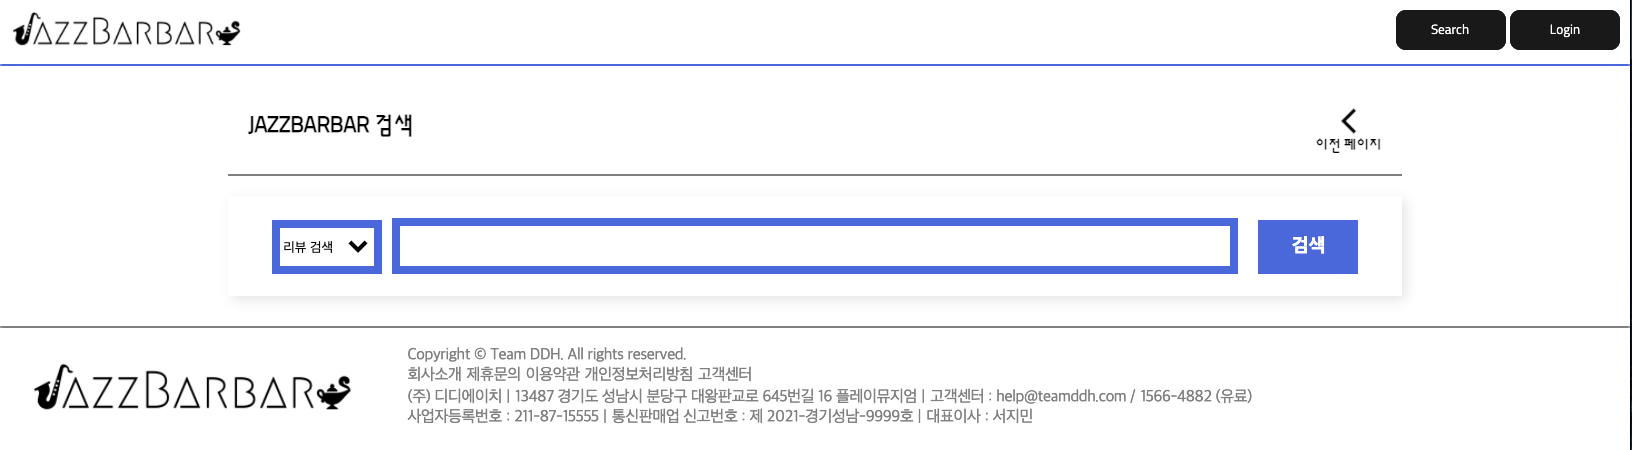 JAZZBARBAR
Search
Login
JAZZBARBAR 검색
이전 페이지
리뷰 검색
검색
JAZZBARBAR
Copyright © Team DDH. All rights reserved.
회사소개 제휴문의 이용약관 개인정보처리방침 고객센터
(주) 디디에이치 | 13487 경기도 성남시 분당구 대왕판교로 645번길 16 플레이뮤지엄 | 고객센터 : help@teamddh.com / 1566-4882 (유료)
사업자등록번호 : 211-87-15555 | 통신판매업 신고번호 : 제 2021-경기성남-9999호 | 대표이사 : 서지민